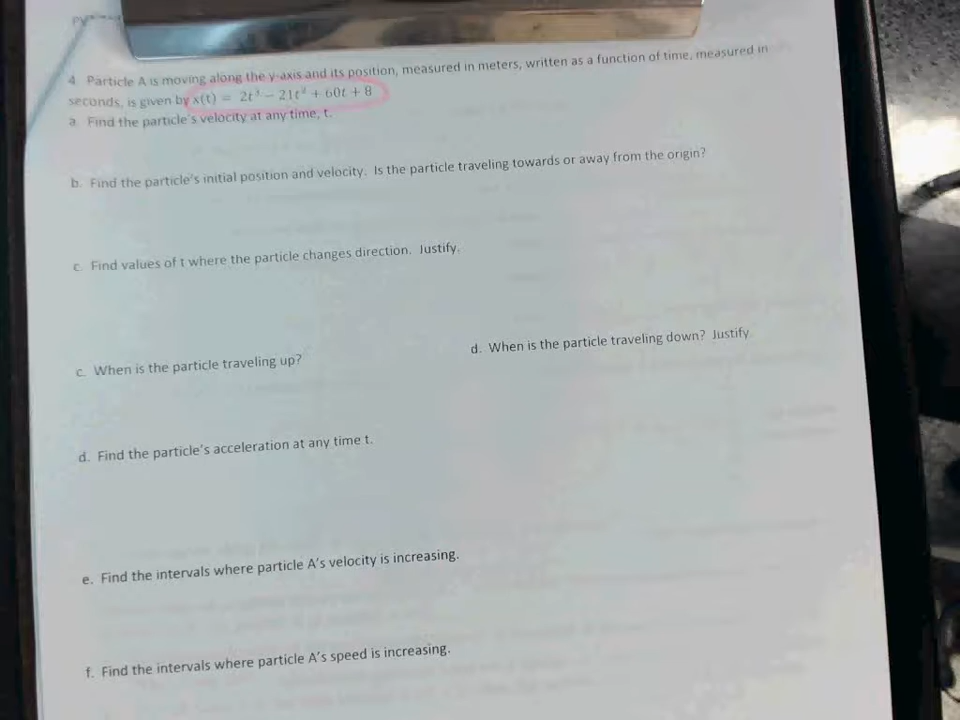 4 Particle A is moving along the y-axis and its position, measured in meters, written as a function of time, measured in
seconds, is given by x(t) = 2t³ − 21t² + 60t + 8
a Find the particle's velocity at any time, t.
b. Find the particle's initial position and velocity. Is the particle traveling towards or away from the origin?
c. Find values of t where the particle changes direction. Justify.
c. When is the particle traveling up?
d. When is the particle traveling down? Justify
d. Find the particle's acceleration at any time t.
e. Find the intervals where particle A's velocity is increasing.
f. Find the intervals where particle A's speed is increasing.